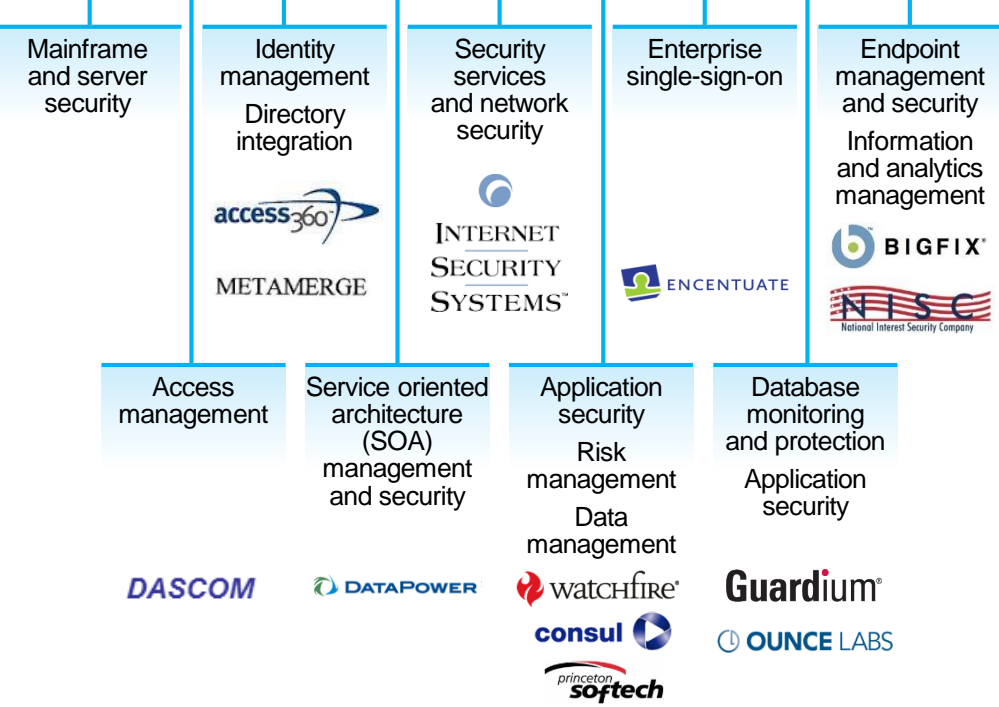 Mainframe
and server
security
Identity
management
Directory
integration
access360™
METAMERGE
Security
services
and network
security
INTERNET
SECURITY
SYSTEMS™
Enterprise
single-sign-on
ENCENTUATE
Endpoint
management
and security
Information
and analytics
management
BIGFIX®
NISC
National Interest Security Company
Access
management
DASCOM
Service oriented
architecture
(SOA)
management
and security
DATAPOWER
Application
security
Risk
management
Data
management
watchfire®
consul
princeton
softech
Database
monitoring
and protection
Application
security
Guardium®
OUNCE LABS